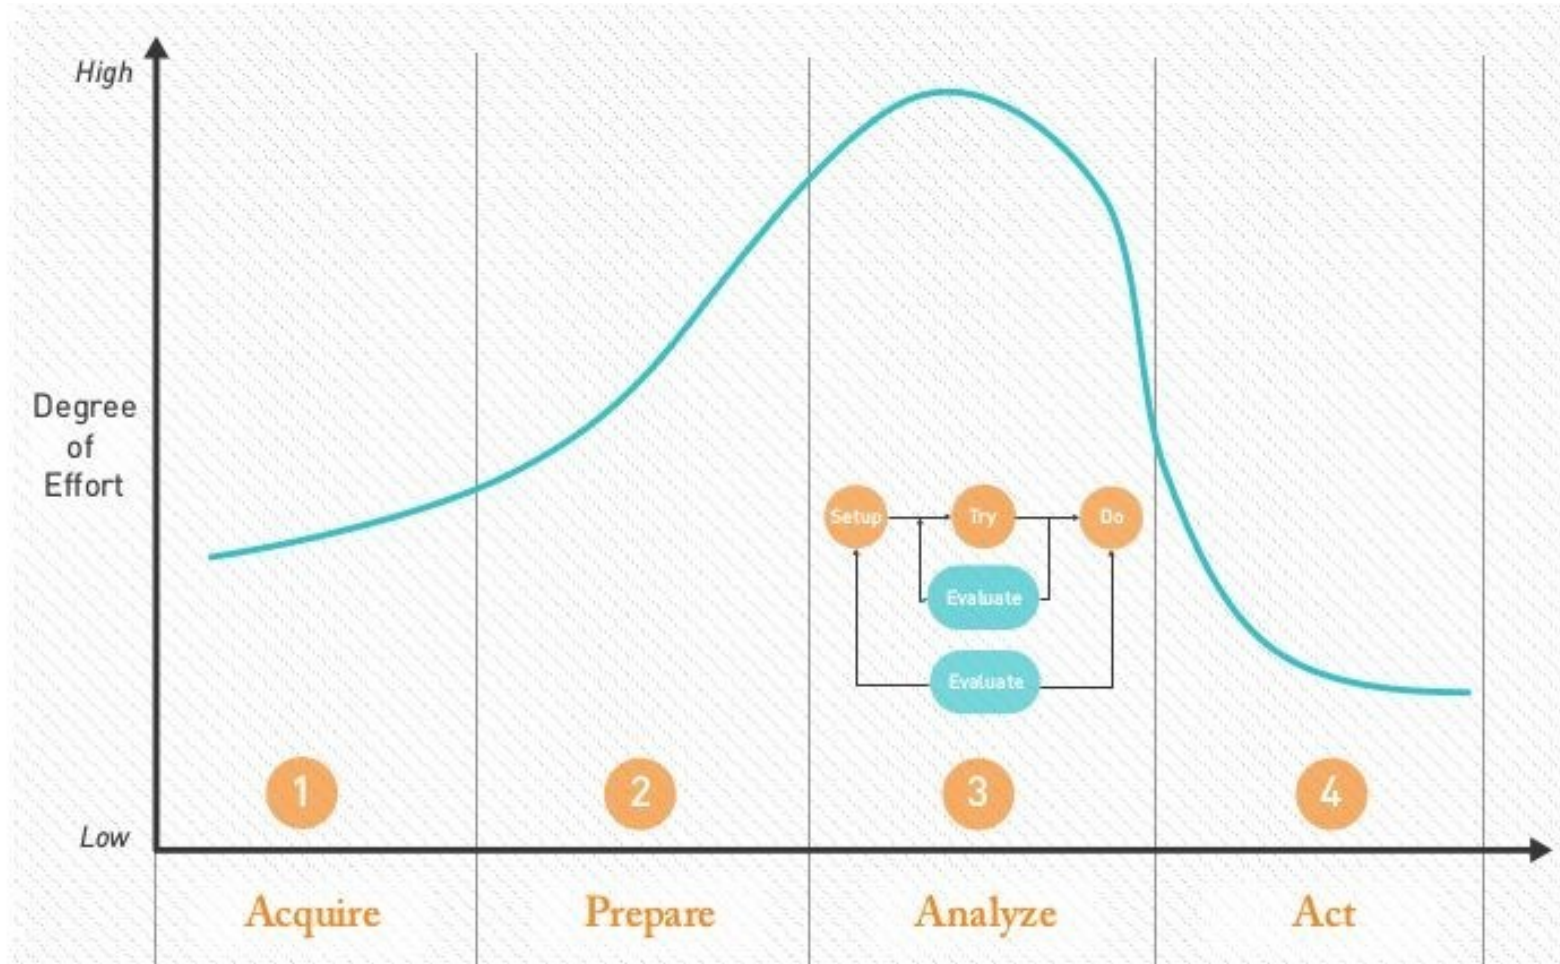 High
Degree
of
Effort
Setup
Try
Do
Evaluate
Evaluate
1
2
3
4
Low
Acquire
Prepare
Analyze
Act